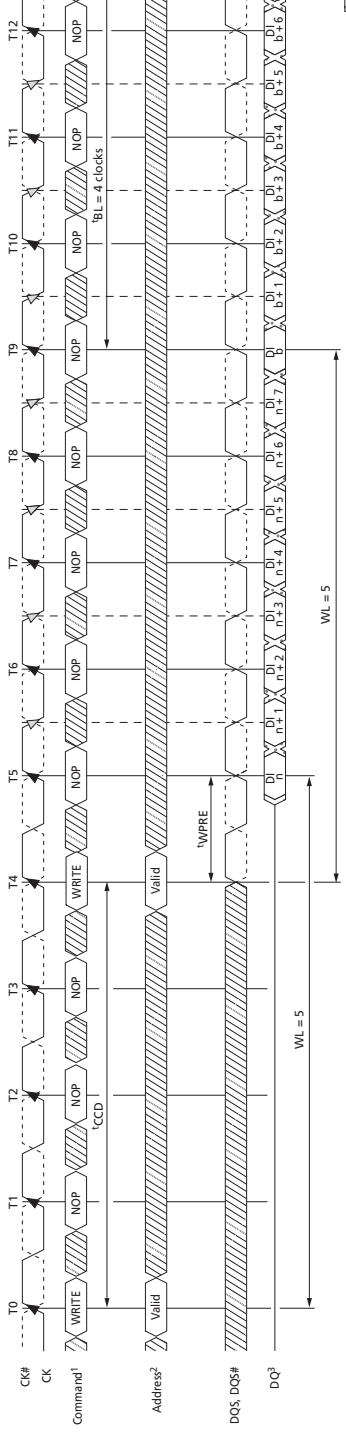 T0 T1 T2 T3 T4 T5 T6 T7 T8 T9 T10 T11 T12
CK#
CK
Command¹ WRITE NOP NOP NOP WRITE NOP NOP NOP NOP NOP NOP NOP NOP
tCCD tBL = 4 clocks
Address² Valid Valid
tWPRE
DQS, DQS#
DQ³ DI DI DI DI DI DI DI DI DI DI DI DI DI DI DI
n n + 1 n + 2 n + 3 n + 4 n + 5 n + 6 n + 7 b b + 1 b + 2 b + 3 b + 4 b + 5 b + 6
WL = 5
WL = 5